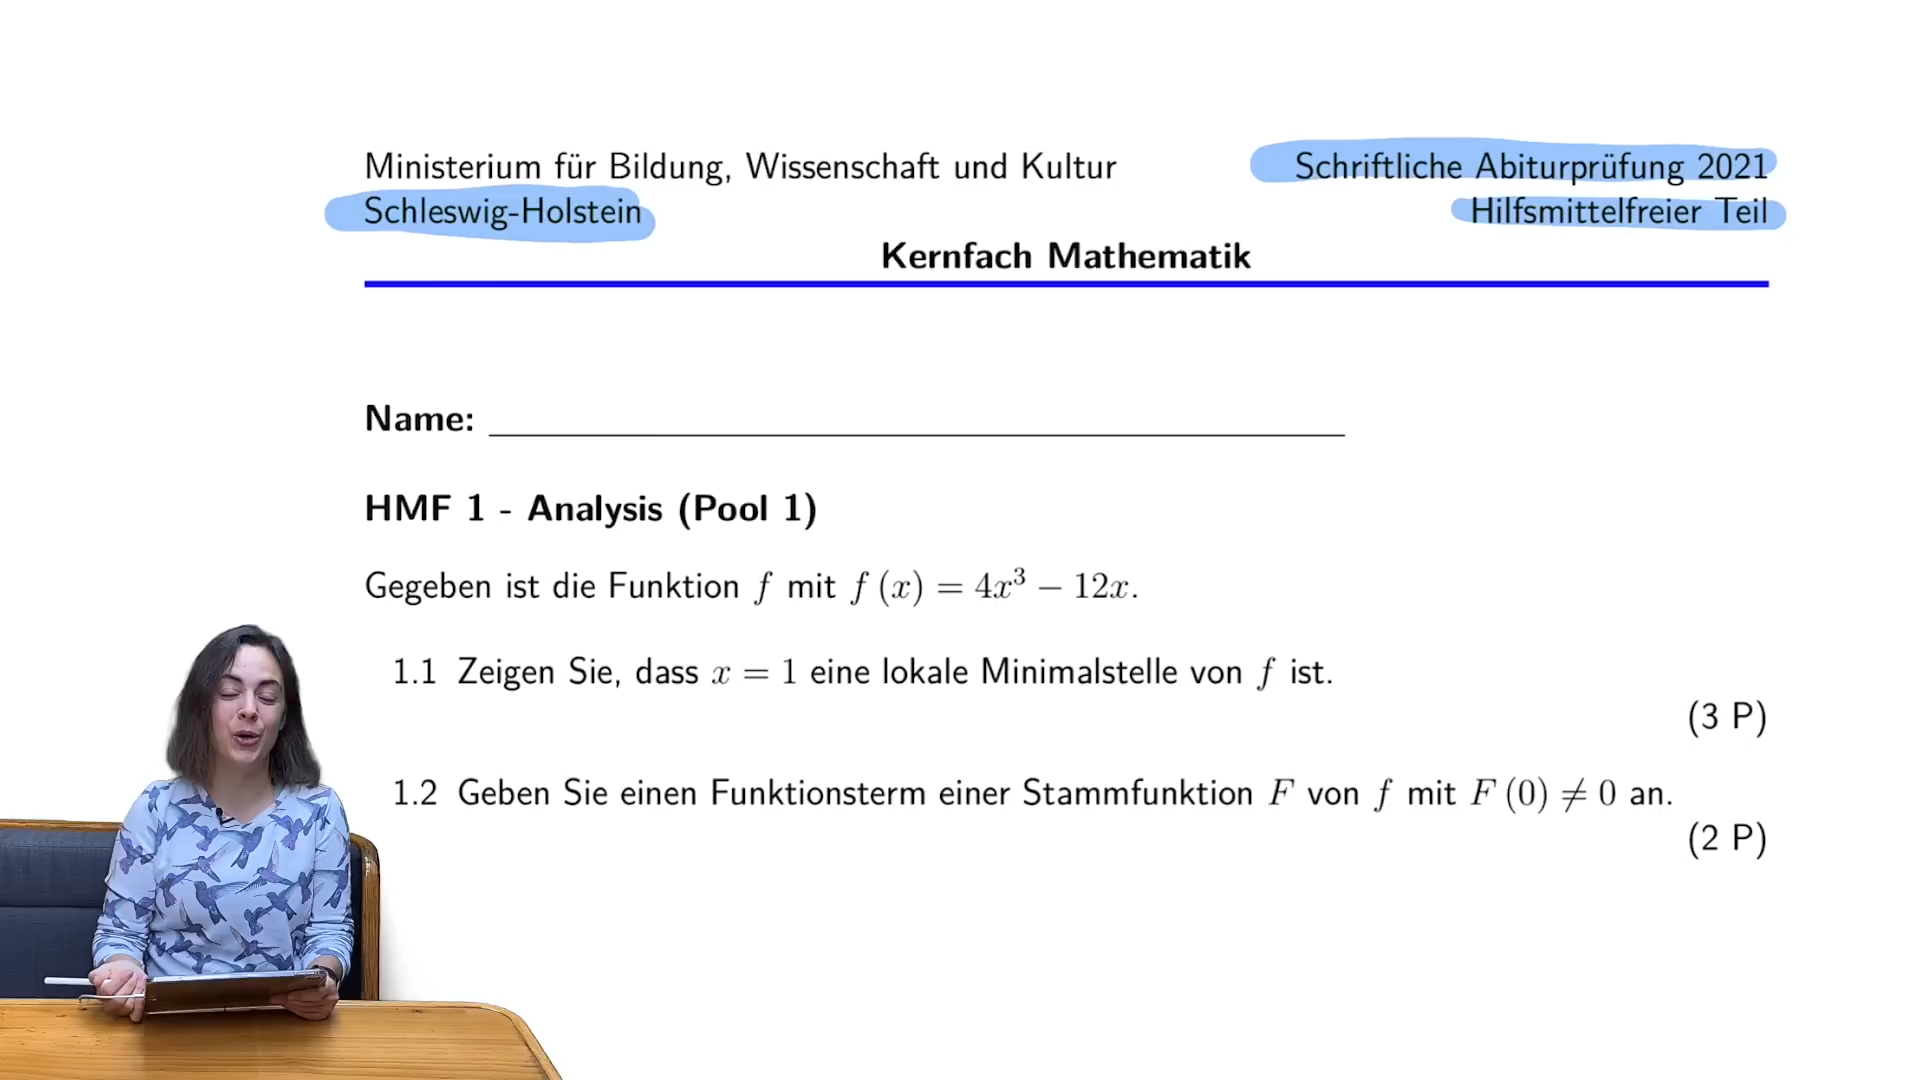 Ministerium für Bildung, Wissenschaft und Kultur
Schriftliche Abiturprüfung 2021
Schleswig-Holstein
Hilfsmittelfreier Teil
Kernfach Mathematik
Name:
HMF 1 - Analysis (Pool 1)
Gegeben ist die Funktion f mit f (x) = 4x³ − 12x.
1.1 Zeigen Sie, dass x = 1 eine lokale Minimalstelle von f ist.
(3 P)
1.2 Geben Sie einen Funktionsterm einer Stammfunktion F von f mit F (0) ≠ 0 an.
(2 P)